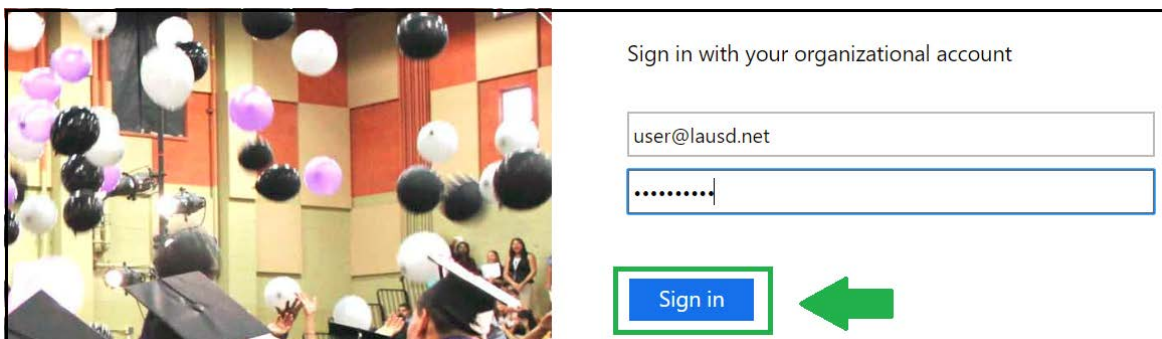 Sign in with your organizational account
user@lausd.net
••••••••••
Sign in